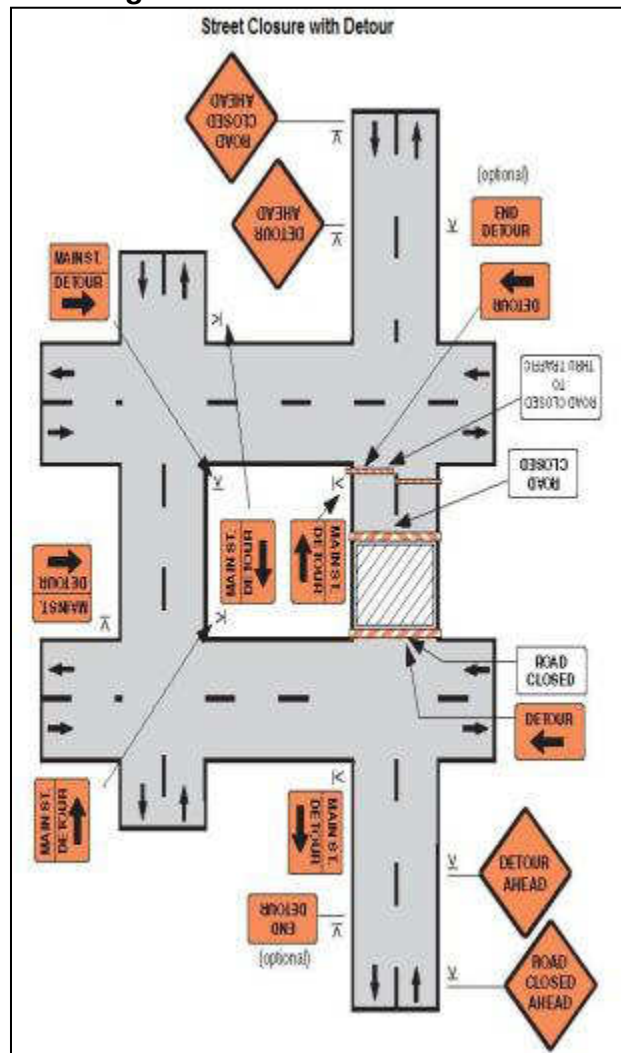 Street Closure with Detour
ROAD
CLOSED
AHEAD
DETOUR
AHEAD
(optional)
END
DETOUR
MAIN ST.
DETOUR
DETOUR
ROAD CLOSED
TO
THRU TRAFFIC
ROAD
CLOSED
MAIN ST.
DETOUR
MAIN ST.
DETOUR
MAIN ST.
DETOUR
ROAD
CLOSED
DETOUR
MAIN ST.
DETOUR
MAIN ST.
DETOUR
DETOUR
AHEAD
END
DETOUR
(optional)
ROAD
CLOSED
AHEAD